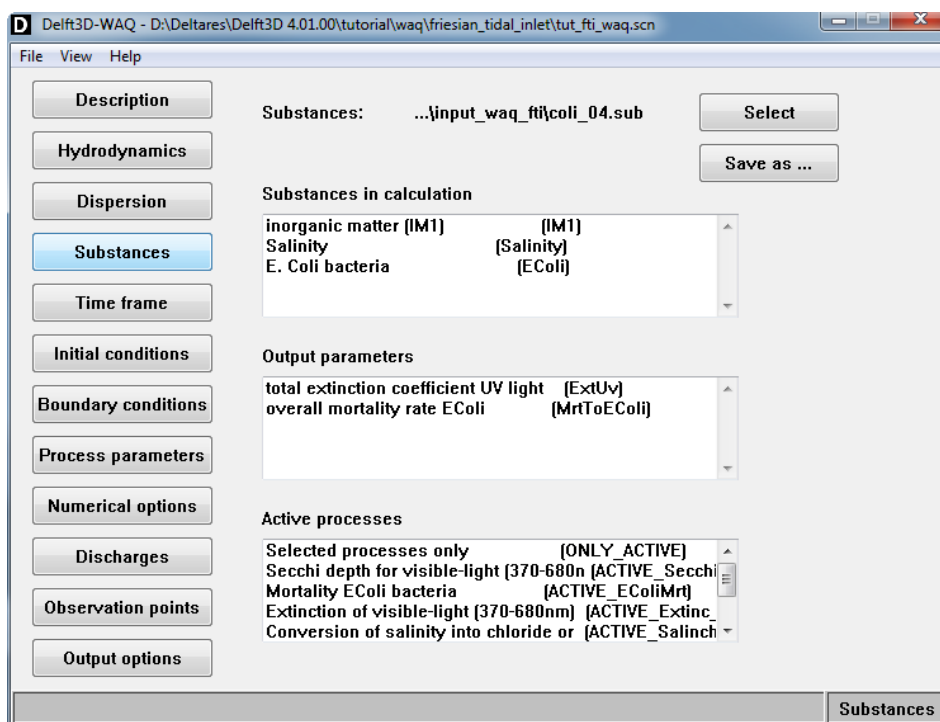 D Delft3D-WAQ - D:\Deltares\Delft3D 4.01.00\tutorial\waq\friesian_tidal_inlet\tut_fti_waq.scn
File View Help
Description
Hydrodynamics
Dispersion
Substances
Time frame
Initial conditions
Boundary conditions
Process parameters
Numerical options
Discharges
Observation points
Output options
Substances: ...\input_waq_fti\coli_04.sub
Select
Save as ...
Substances in calculation
inorganic matter (IM1) (IM1)
Salinity (Salinity)
E. Coli bacteria (EColi)
Output parameters
total extinction coefficient UV light (ExtUv)
overall mortality rate EColi (MrtToEColi)
Active processes
Selected processes only (ONLY_ACTIVE)
Secchi depth for visible-light (370-680n (ACTIVE_Secchi
Mortality EColi bacteria (ACTIVE_EColiMrt)
Extinction of visible-light (370-680nm) (ACTIVE_Extinc_
Conversion of salinity into chloride or (ACTIVE_Salinch
Substances